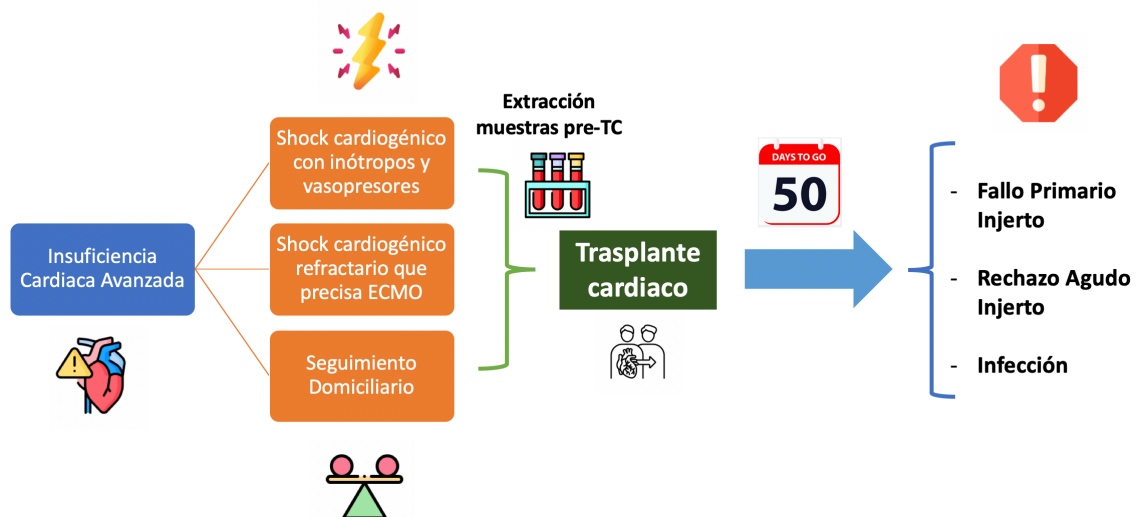 Insuficiencia
Cardiaca Avanzada
Shock cardiogénico
con inótropos y
vasopresores
Shock cardiogénico
refractario que
precisa ECMO
Seguimiento
Domiciliario
Extracción
muestras pre-TC
Trasplante
cardiaco
DAYS TO GO
50
- Fallo Primario
Injerto
- Rechazo Agudo
Injerto
- Infección